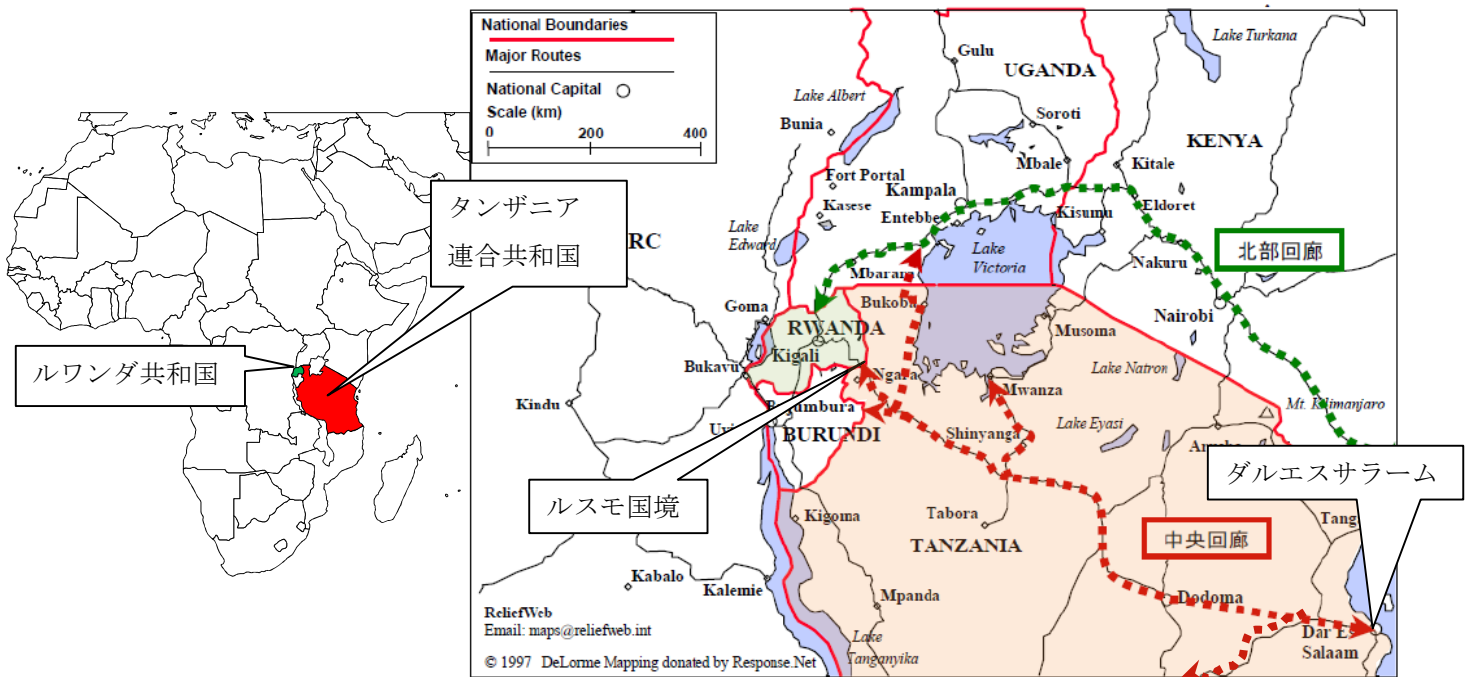 National Boundaries
Major Routes
National Capital
Scale (km)
0 200 400
タンザニア
連合共和国
ルワンダ共和国
Lake Turkana
Gulu
UGANDA
Lake Albert
Bunia
Soroti
KENYA
Mbale
Kitale
Fort Portal
Kampala
Kasese
Entebbe
Kisumu
Eldoret
Lake
Edward
RC
Lake
Victoria
北部回廊
Nakuru
Mbarara
Goma
Bukoba
Nairobi
RWANDA
Musoma
Kigali
Bukavu
Ngara
Lake Natron
Mwanza
Kindu
Mt. Kilimanjaro
Bujumbura
Uvi
BURUNDI
Shinyanga
Lake Eyasi
ダルエスサラーム
ルスモ国境
Kigoma
Tabora
Tang
TANZANIA
中央回廊
Kabalo
Kalemie
Mpanda
Dodoma
ReliefWeb
Email: maps@reliefweb.int
Dar Es
Salaam
Lake
Tanganyika
© 1997 DeLorme Mapping donated by Response.Net